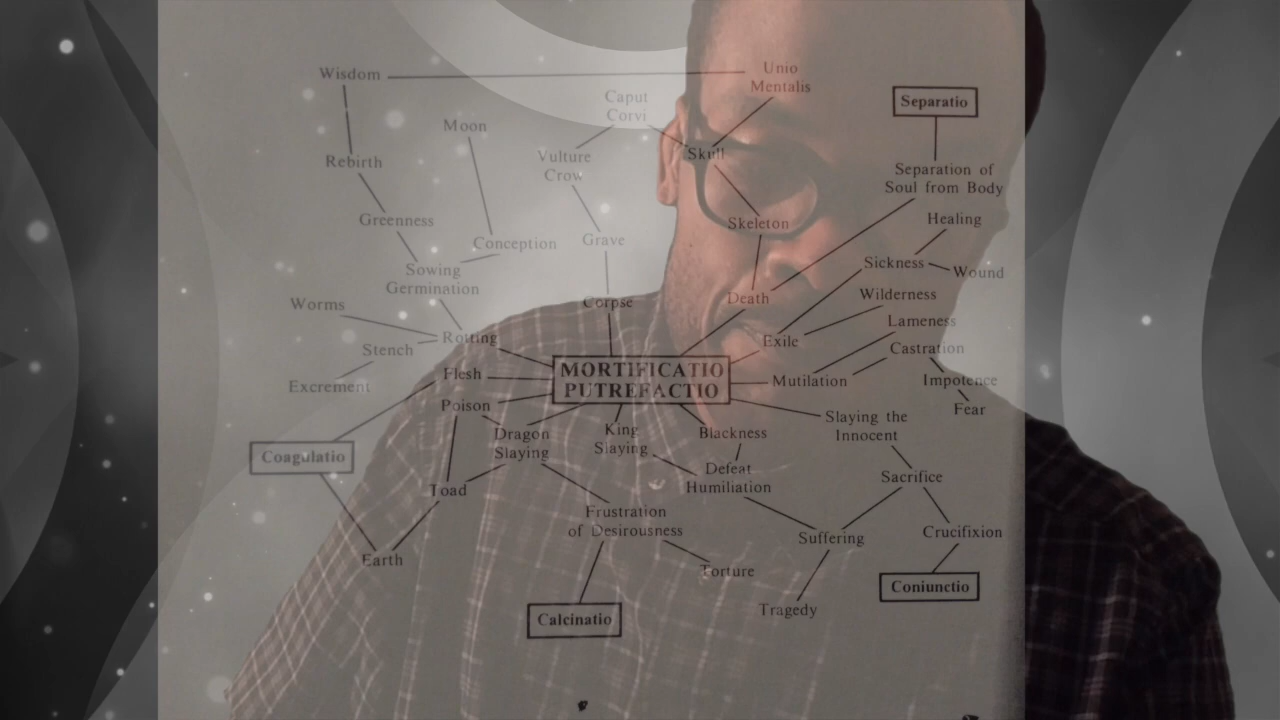 Wisdom
Unio
Mentalis
Separatio
Caput
Corvi
Moon
Skull
Vulture
Crow
Rebirth
Separation of
Soul from Body
Greenness
Skeleton
Healing
Conception
Grave
Sickness
Wound
Sowing
Germination
Worms
Corpse
Death
Wilderness
Lameness
Rotting
Stench
Exile
Castration
Excrement
Flesh
MORTIFICATIO
PUTREFACTIO
Mutilation
Impotence
Fear
Poison
Dragon
Slaying
King
Slaying
Blackness
Slaying the
Innocent
Coagulatio
Toad
Defeat
Humiliation
Sacrifice
Frustration
of Desirousness
Suffering
Crucifixion
Earth
Torture
Coniunctio
Calcinatio
Tragedy